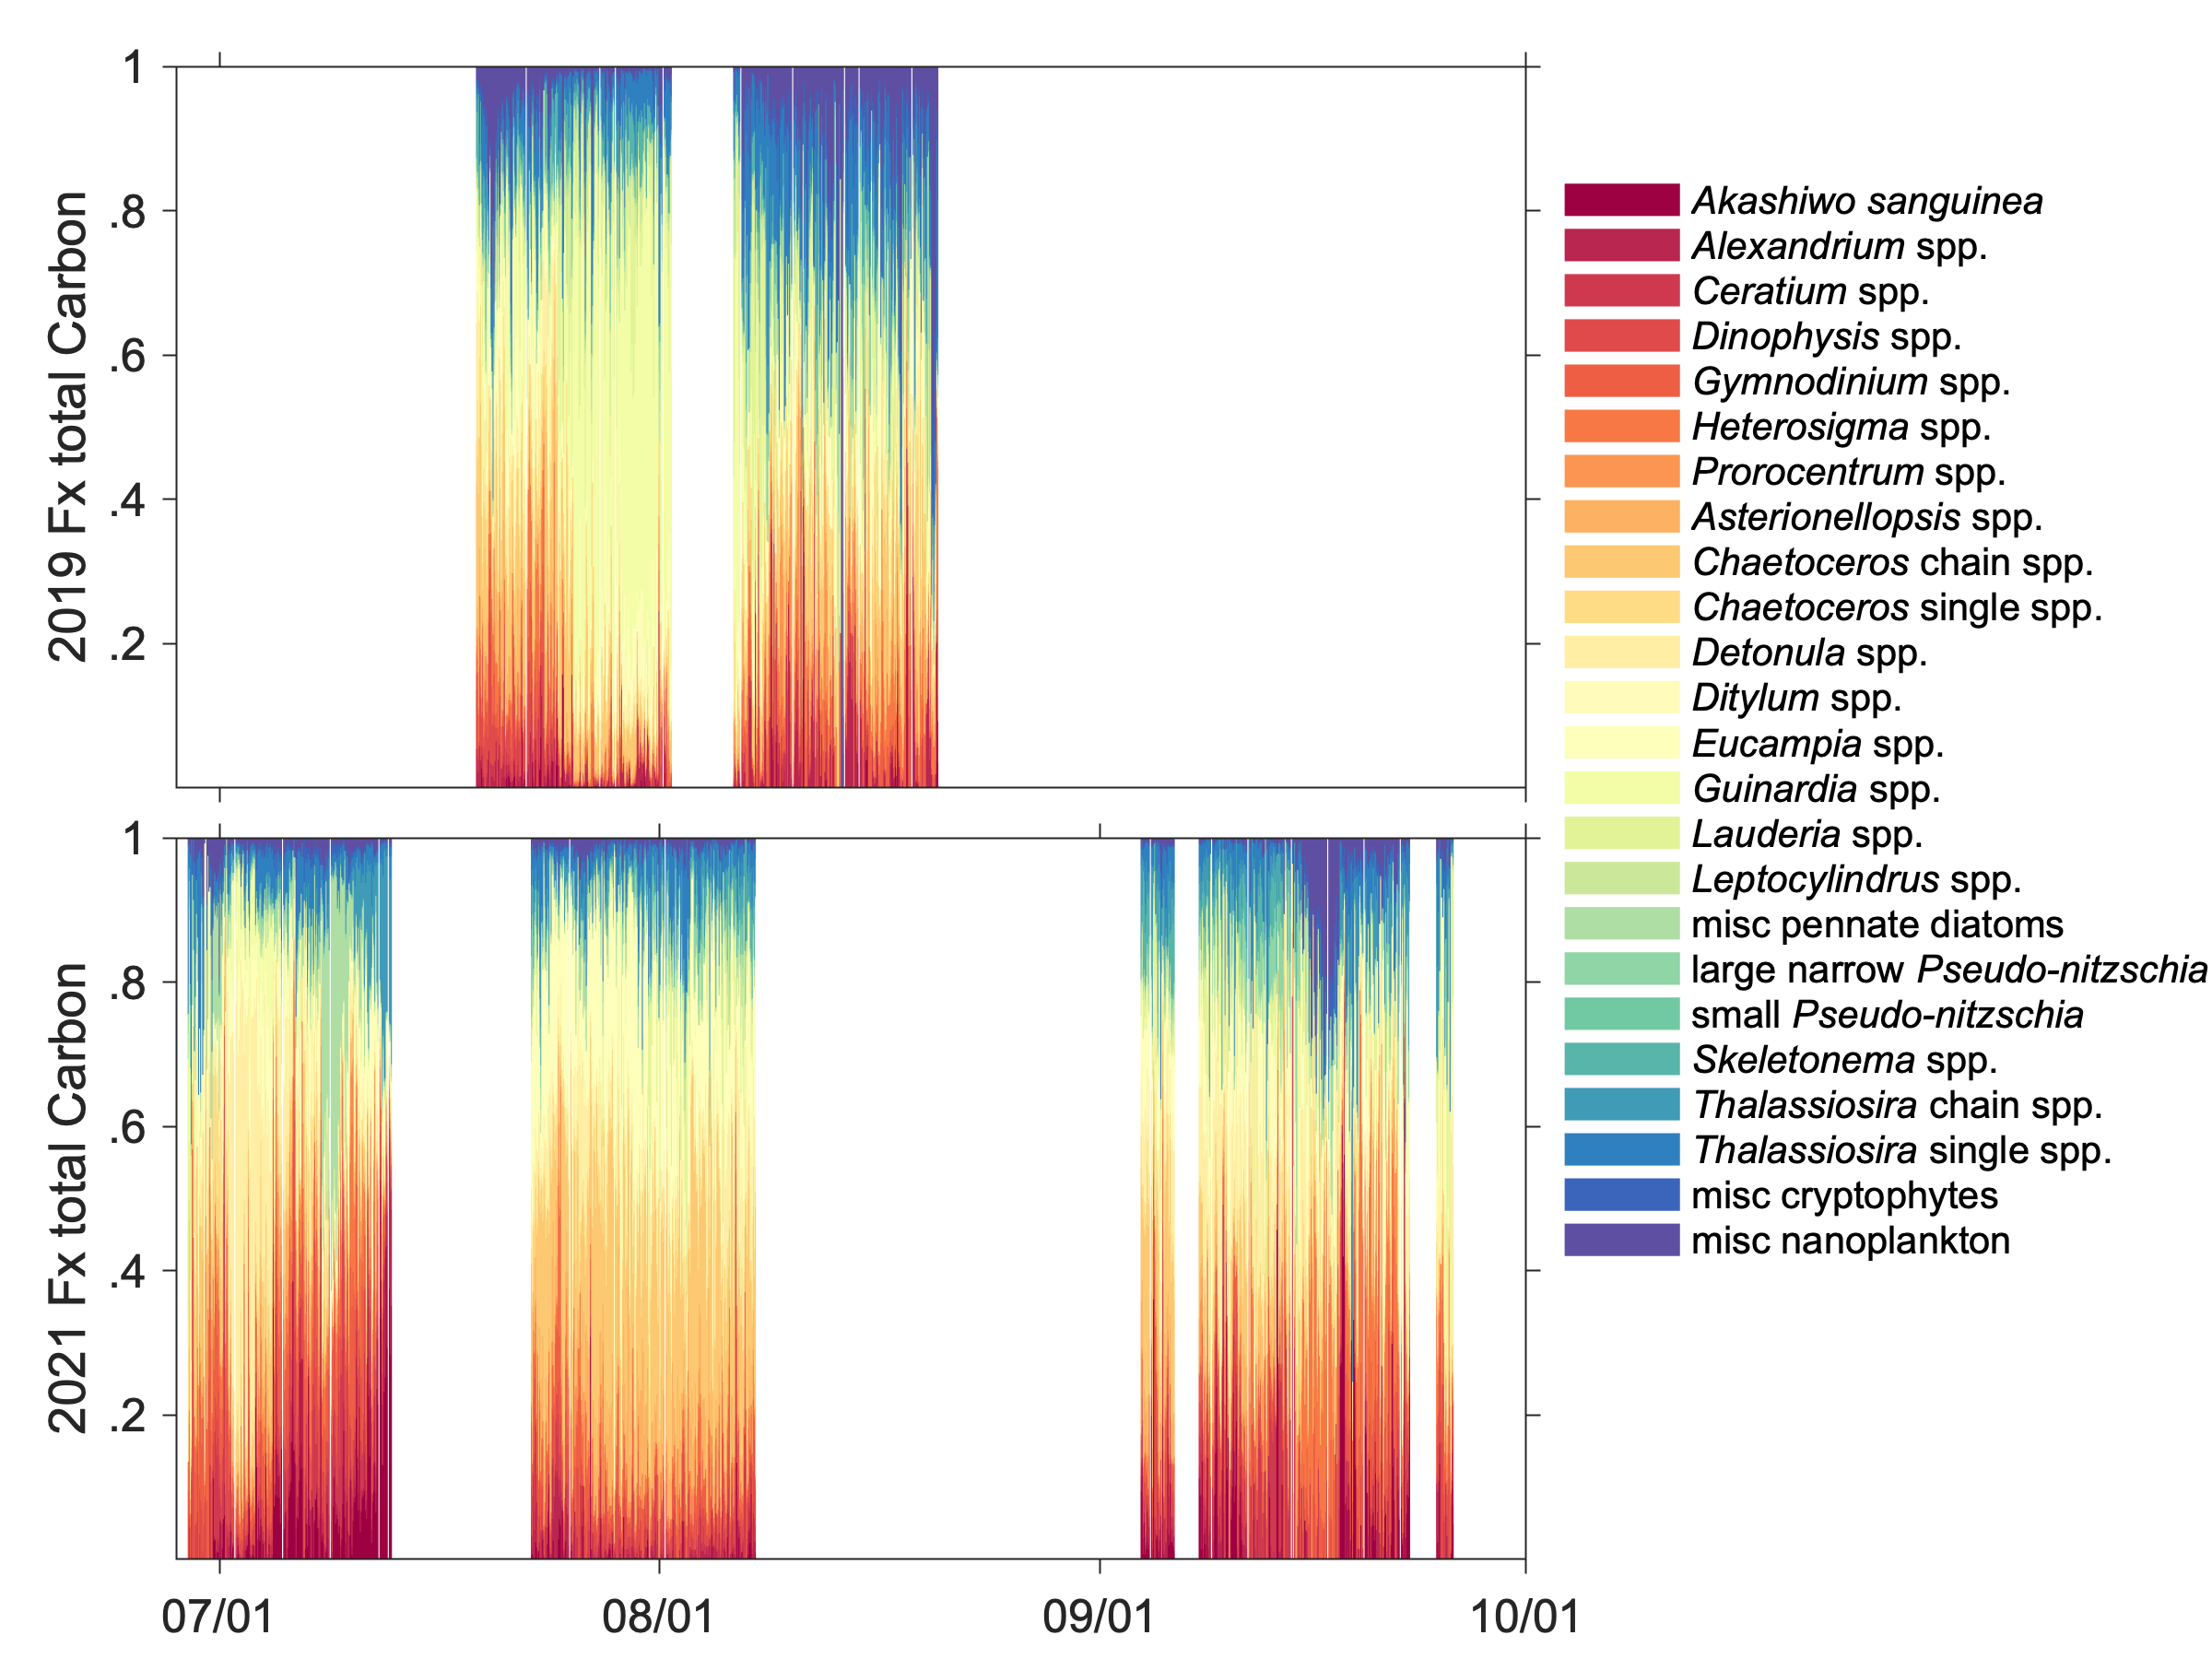 2019 Fx total Carbon
1
.8
.6
.4
.2
2021 Fx total Carbon
1
.8
.6
.4
.2
07/01
08/01
09/01
10/01
Akashiwo sanguinea
Alexandrium spp.
Ceratium spp.
Dinophysis spp.
Gymnodinium spp.
Heterosigma spp.
Prorocentrum spp.
Asterionellopsis spp.
Chaetoceros chain spp.
Chaetoceros single spp.
Detonula spp.
Ditylum spp.
Eucampia spp.
Guinardia spp.
Lauderia spp.
Leptocylindrus spp.
misc pennate diatoms
large narrow Pseudo-nitzschia
small Pseudo-nitzschia
Skeletonema spp.
Thalassiosira chain spp.
Thalassiosira single spp.
misc cryptophytes
misc nanoplankton